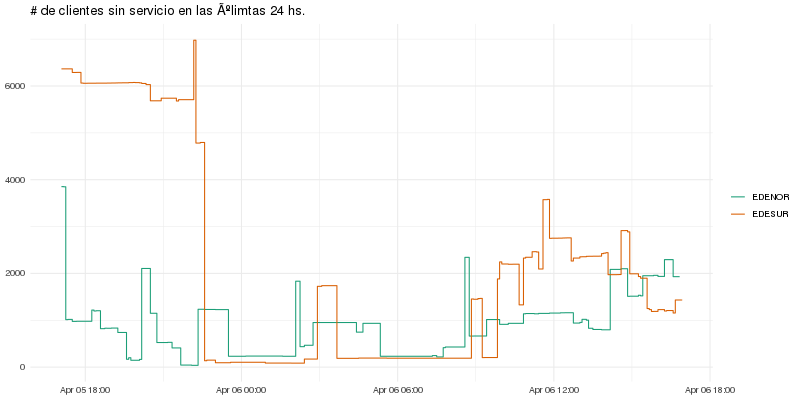 # de clientes sin servicio en las Ãºlimtas 24 hs.
6000
4000
2000
0
Apr 05 18:00
Apr 06 00:00
Apr 06 06:00
Apr 06 12:00
Apr 06 18:00
EDENOR
EDESUR